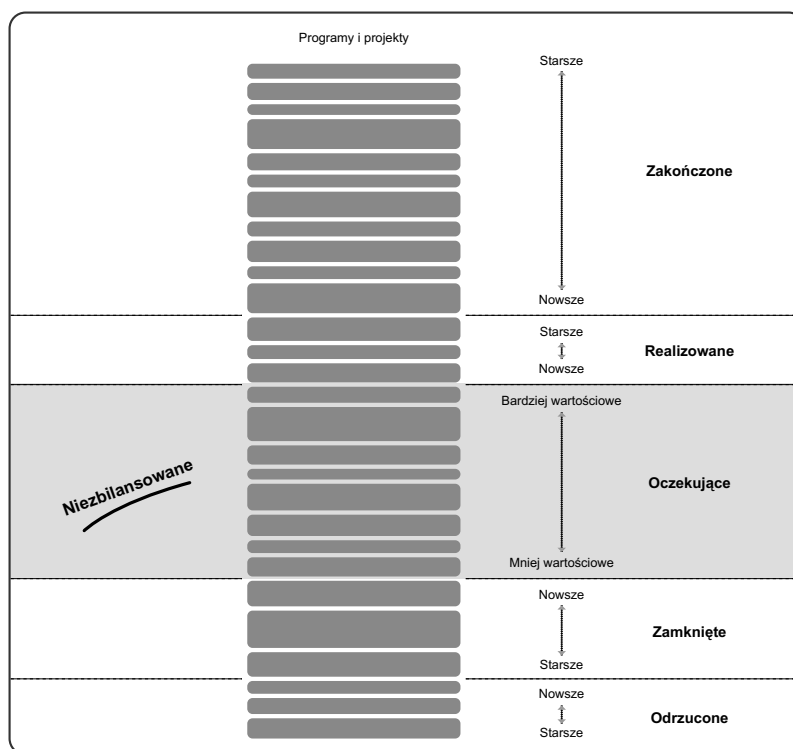 Programy i projekty
Starsze
Zakończone
Nowsze
Starsze
Realizowane
Nowsze
Bardziej wartościowe
Niezbilansowane
Oczekujące
Mniej wartościowe
Nowsze
Zamknięte
Starsze
Nowsze
Odrzucone
Starsze